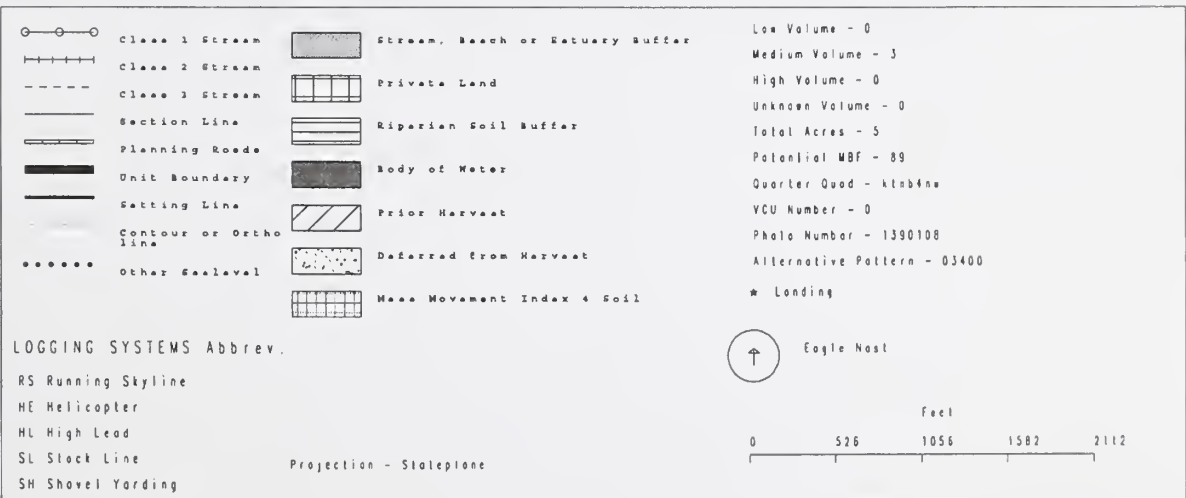 Class 1 Stream
Class 2 Stream
Class 3 Stream
Section Line
Planning Roads
Unit Boundary
Setting Line
Contour or Ortho
line
Other Sealevel
Stream, Beach or Estuary Buffer
Private Land
Riparian Soil Buffer
Body of Water
Prior Harvest
Deferred from Harvest
Mass Movement Index 4 Soil
Low Volume - 0
Medium Volume - 3
High Volume - 0
Unknown Volume - 0
Total Acres - 5
Potential MBF - 89
Quarter Quad - ktnb4nw
VCU Number - 0
Photo Number - 1390108
Alternative Pattern - 03400
* Landing
Eagle Nest
LOGGING SYSTEMS Abbrev.
RS Running Skyline
HE Helicopter
HL High Lead
SL Slack Line
SH Shovel Yarding
Projection - Stateplane
Feet
0 526 1056 1582 2112